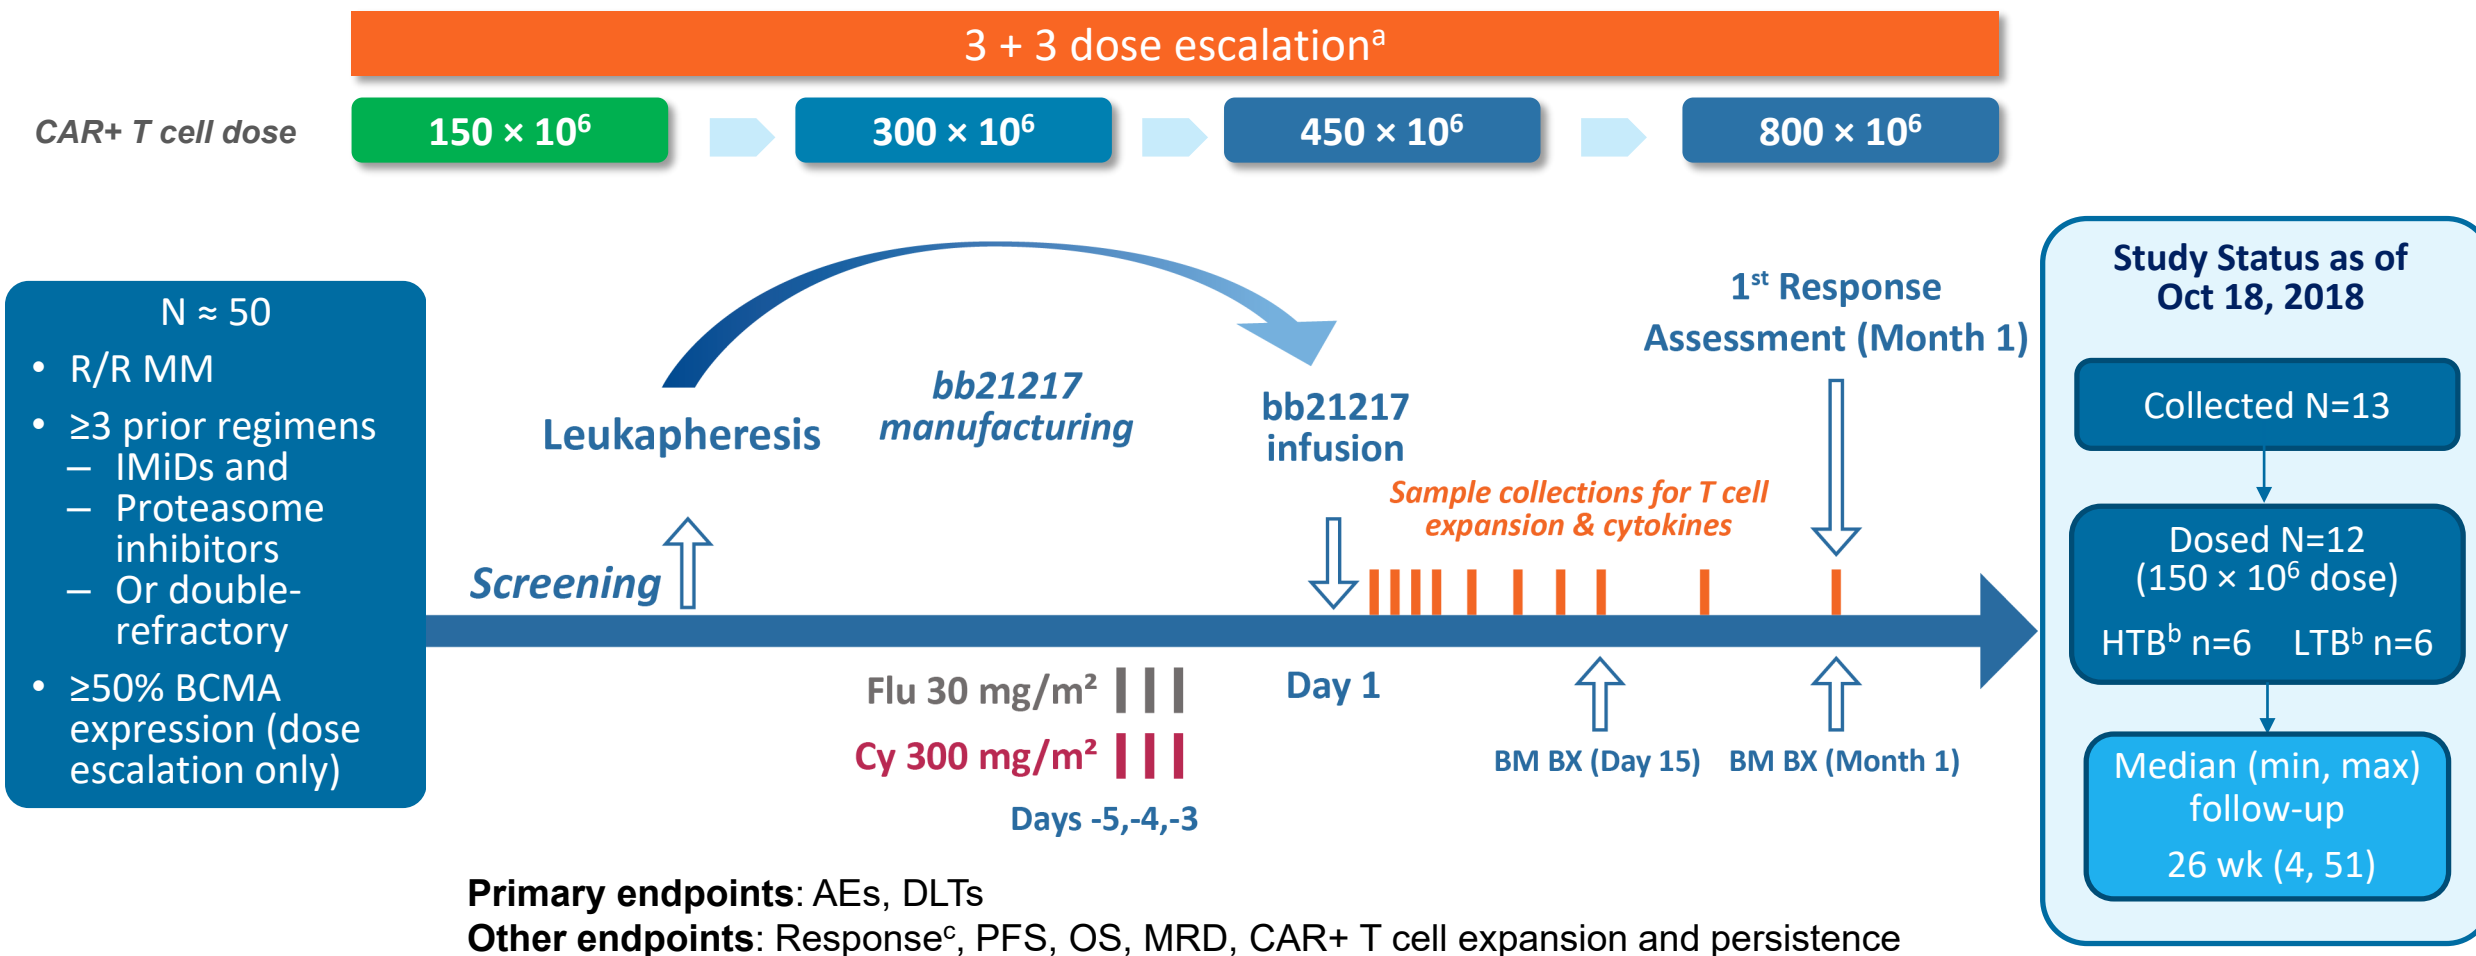 3 + 3 dose escalationᵃ
CAR+ T cell dose
150 × 10⁶
300 × 10⁶
450 × 10⁶
800 × 10⁶
N ≈ 50
• R/R MM
• ≥3 prior regimens
– IMiDs and
– Proteasome
inhibitors
– Or double-
refractory
• ≥50% BCMA
expression (dose
escalation only)
Screening
Leukapheresis
bb21217
manufacturing
bb21217
infusion
Sample collections for T cell
expansion & cytokines
1ˢᵗ Response
Assessment (Month 1)
Flu 30 mg/m²
Cy 300 mg/m²
Days -5,-4,-3
Day 1
BM BX (Day 15)
BM BX (Month 1)
Study Status as of
Oct 18, 2018
Collected N=13
Dosed N=12
(150 × 10⁶ dose)
HTBᵇ n=6 LTBᵇ n=6
Median (min, max)
follow-up
26 wk (4, 51)
Primary endpoints: AEs, DLTs
Other endpoints: Responseᶜ, PFS, OS, MRD, CAR+ T cell expansion and persistence